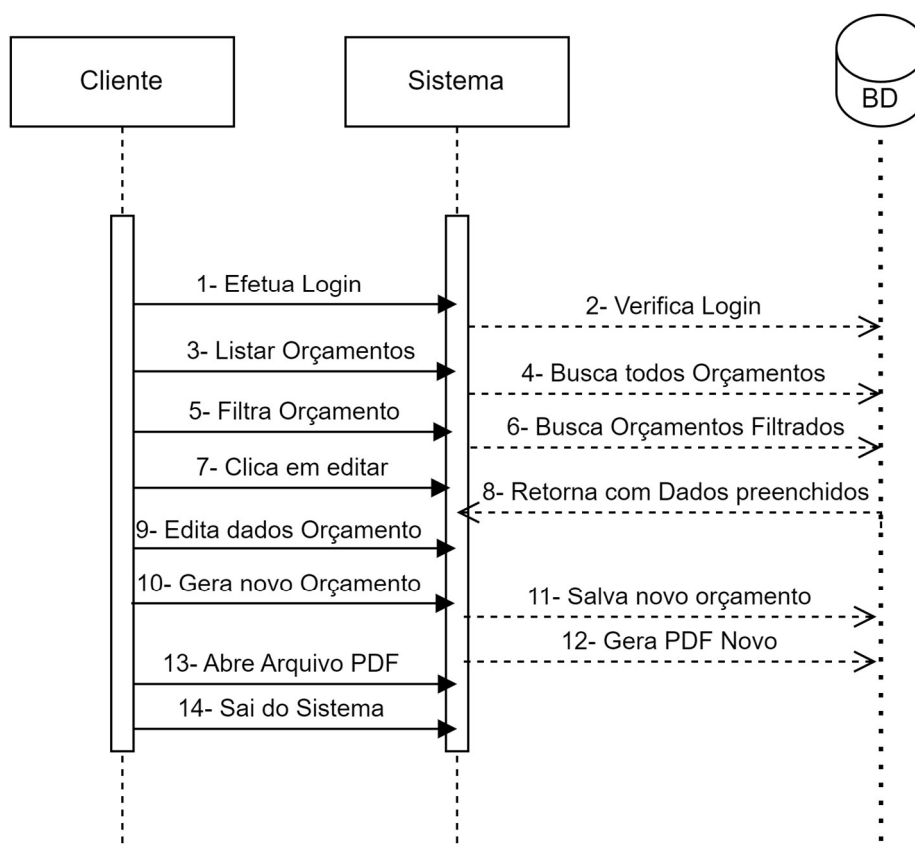 Cliente
Sistema
BD
1- Efetua Login
2- Verifica Login
3- Listar Orçamentos
4- Busca todos Orçamentos
5- Filtra Orçamento
6- Busca Orçamentos Filtrados
7- Clica em editar
8- Retorna com Dados preenchidos
9- Edita dados Orçamento
10- Gera novo Orçamento
11- Salva novo orçamento
12- Gera PDF Novo
13- Abre Arquivo PDF
14- Sai do Sistema